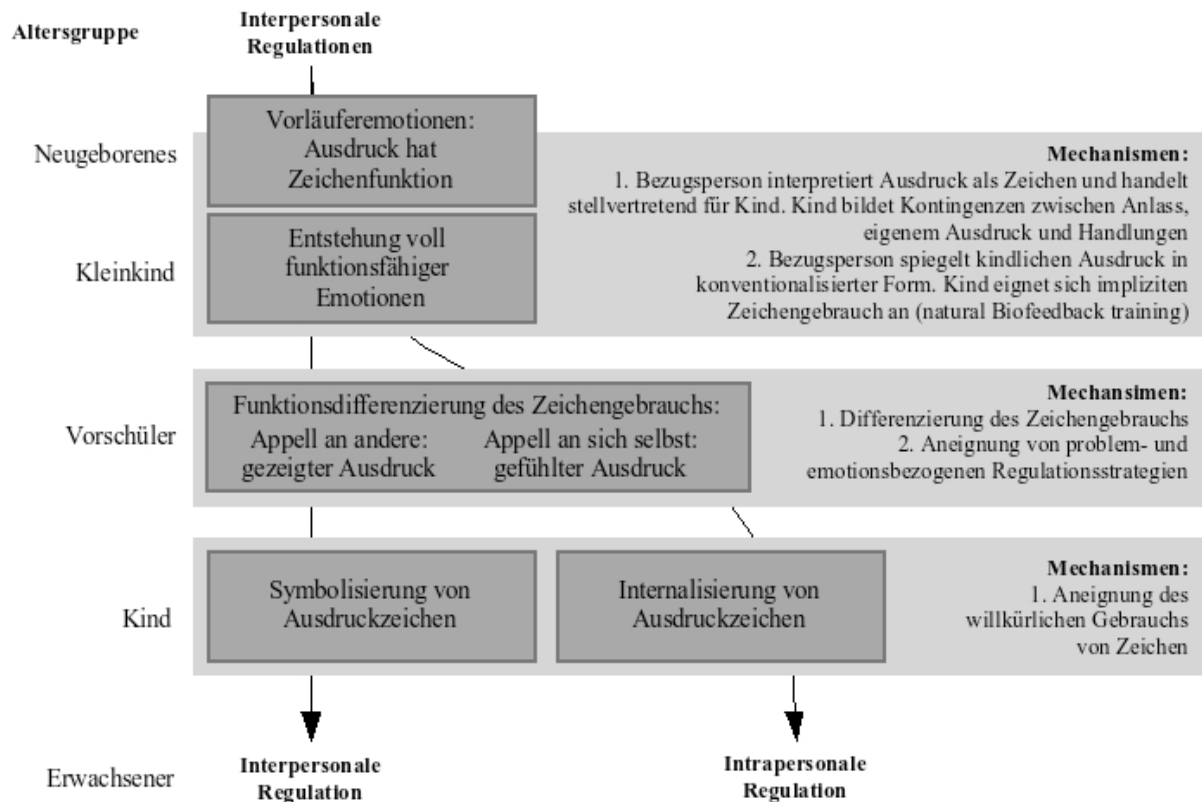 Altersgruppe
Interpersonale
Regulationen
Neugeborenes
Vorläuferemotionen:
Ausdruck hat
Zeichenfunktion
Kleinkind
Entstehung voll
funktionsfähiger
Emotionen
Mechanismen:
1. Bezugsperson interpretiert Ausdruck als Zeichen und handelt
stellvertretend für Kind. Kind bildet Kontingenzen zwischen Anlass,
eigenem Ausdruck und Handlungen
2. Bezugsperson spiegelt kindlichen Ausdruck in
konventionalisierter Form. Kind eignet sich impliziten
Zeichengebrauch an (natural Biofeedback training)
Vorschüler
Funktionsdifferenzierung des Zeichengebrauchs:
Appell an andere:
gezeigter Ausdruck
Appell an sich selbst:
gefühlter Ausdruck
Mechansimen:
1. Differenzierung des Zeichengebrauchs
2. Aneignung von problem- und
emotionsbezogenen Regulationsstrategien
Kind
Symbolisierung von
Ausdruckzeichen
Internalisierung von
Ausdruckzeichen
Mechanismen:
1. Aneignung des
willkürlichen Gebrauchs
von Zeichen
Erwachsener
Interpersonale
Regulation
Intrapersonale
Regulation